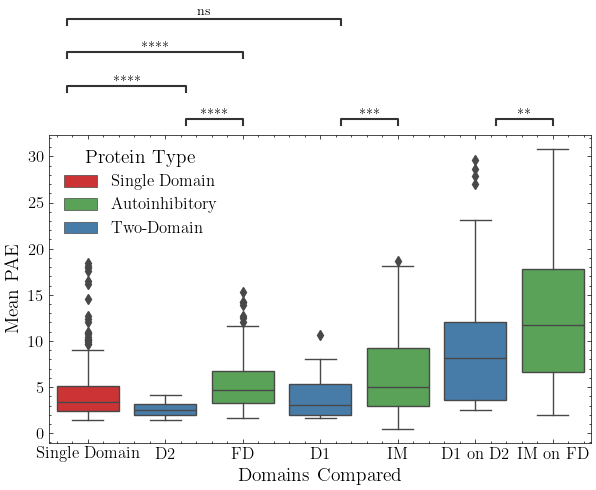 ns
****
****
****
***
**
Protein Type
Single Domain
Autoinhibitory
Two-Domain
Mean PAE
30
25
20
15
10
5
0
Single Domain D2 FD D1 IM D1 on D2 IM on FD
Domains Compared